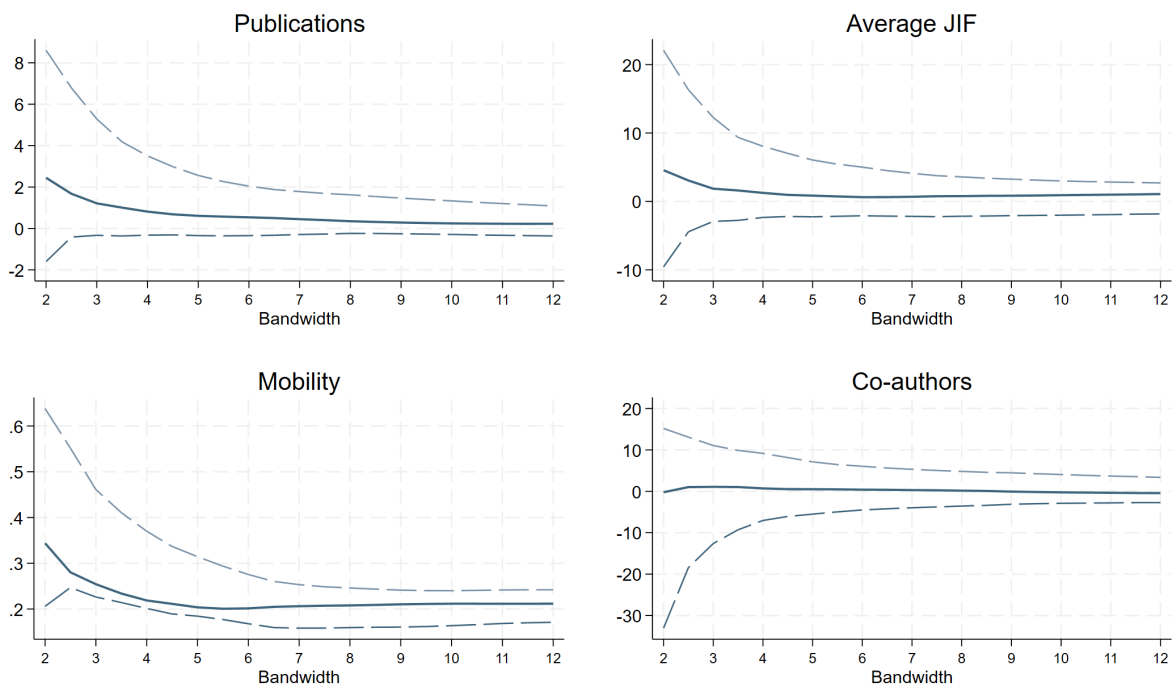 Publications
8
6
4
2
0
-2
2 3 4 5 6 7 8 9 10 11 12
Bandwidth
Average JIF
20
10
0
-10
2 3 4 5 6 7 8 9 10 11 12
Bandwidth
Mobility
.6
.5
.4
.3
.2
2 3 4 5 6 7 8 9 10 11 12
Bandwidth
Co-authors
20
10
0
-10
-20
-30
2 3 4 5 6 7 8 9 10 11 12
Bandwidth